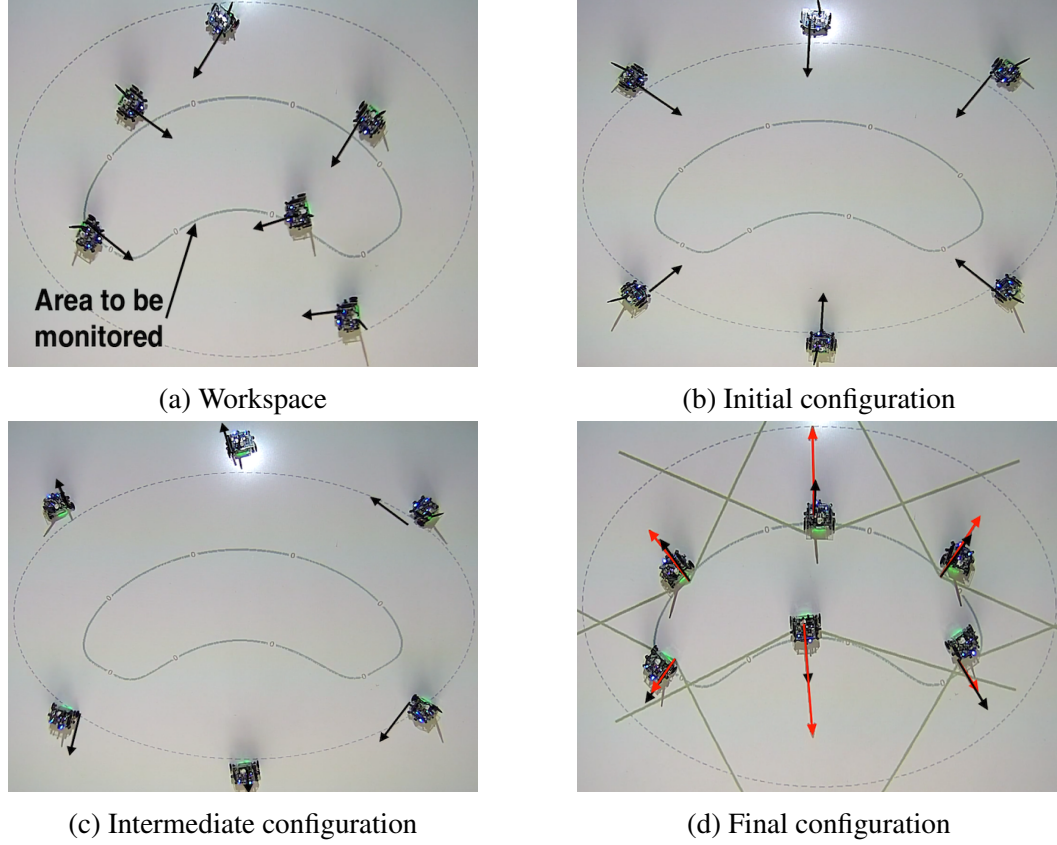 Area to be
monitored
(a) Workspace
(b) Initial configuration
(c) Intermediate configuration
(d) Final configuration